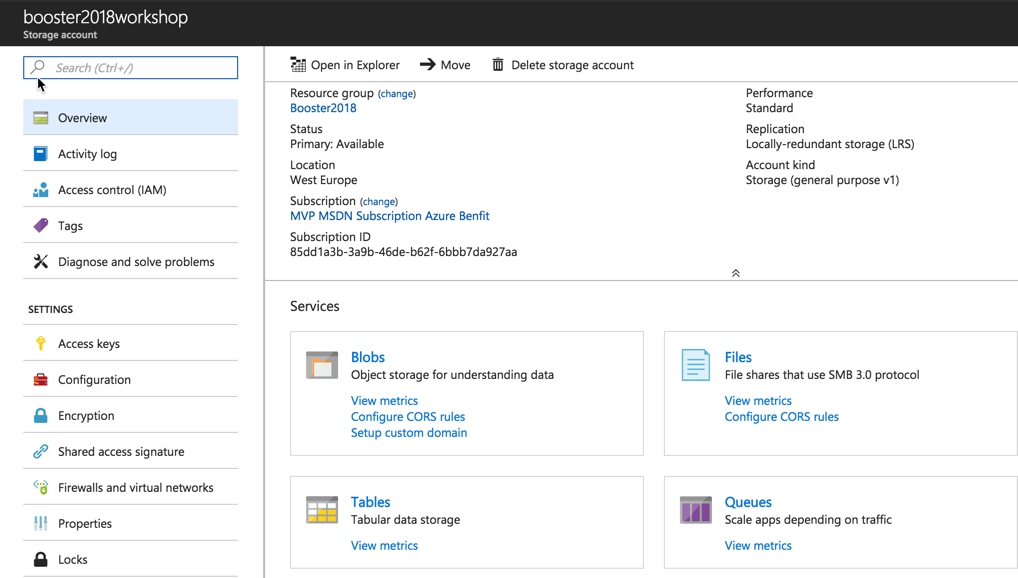 booster2018workshop
Storage account
Search (Ctrl+/)
Overview
Activity log
Access control (IAM)
Tags
Diagnose and solve problems
SETTINGS
Access keys
Configuration
Encryption
Shared access signature
Firewalls and virtual networks
Properties
Locks
Open in Explorer
Move
Delete storage account
Resource group (change)
Booster2018
Status
Primary: Available
Location
West Europe
Subscription (change)
MVP MSDN Subscription Azure Benfit
Subscription ID
85dd1a3b-3a9b-46de-b62f-6bbb7da927aa
Performance
Standard
Replication
Locally-redundant storage (LRS)
Account kind
Storage (general purpose v1)
Services
Blobs
Object storage for understanding data
View metrics
Configure CORS rules
Setup custom domain
Files
File shares that use SMB 3.0 protocol
View metrics
Configure CORS rules
Tables
Tabular data storage
View metrics
Queues
Scale apps depending on traffic
View metrics